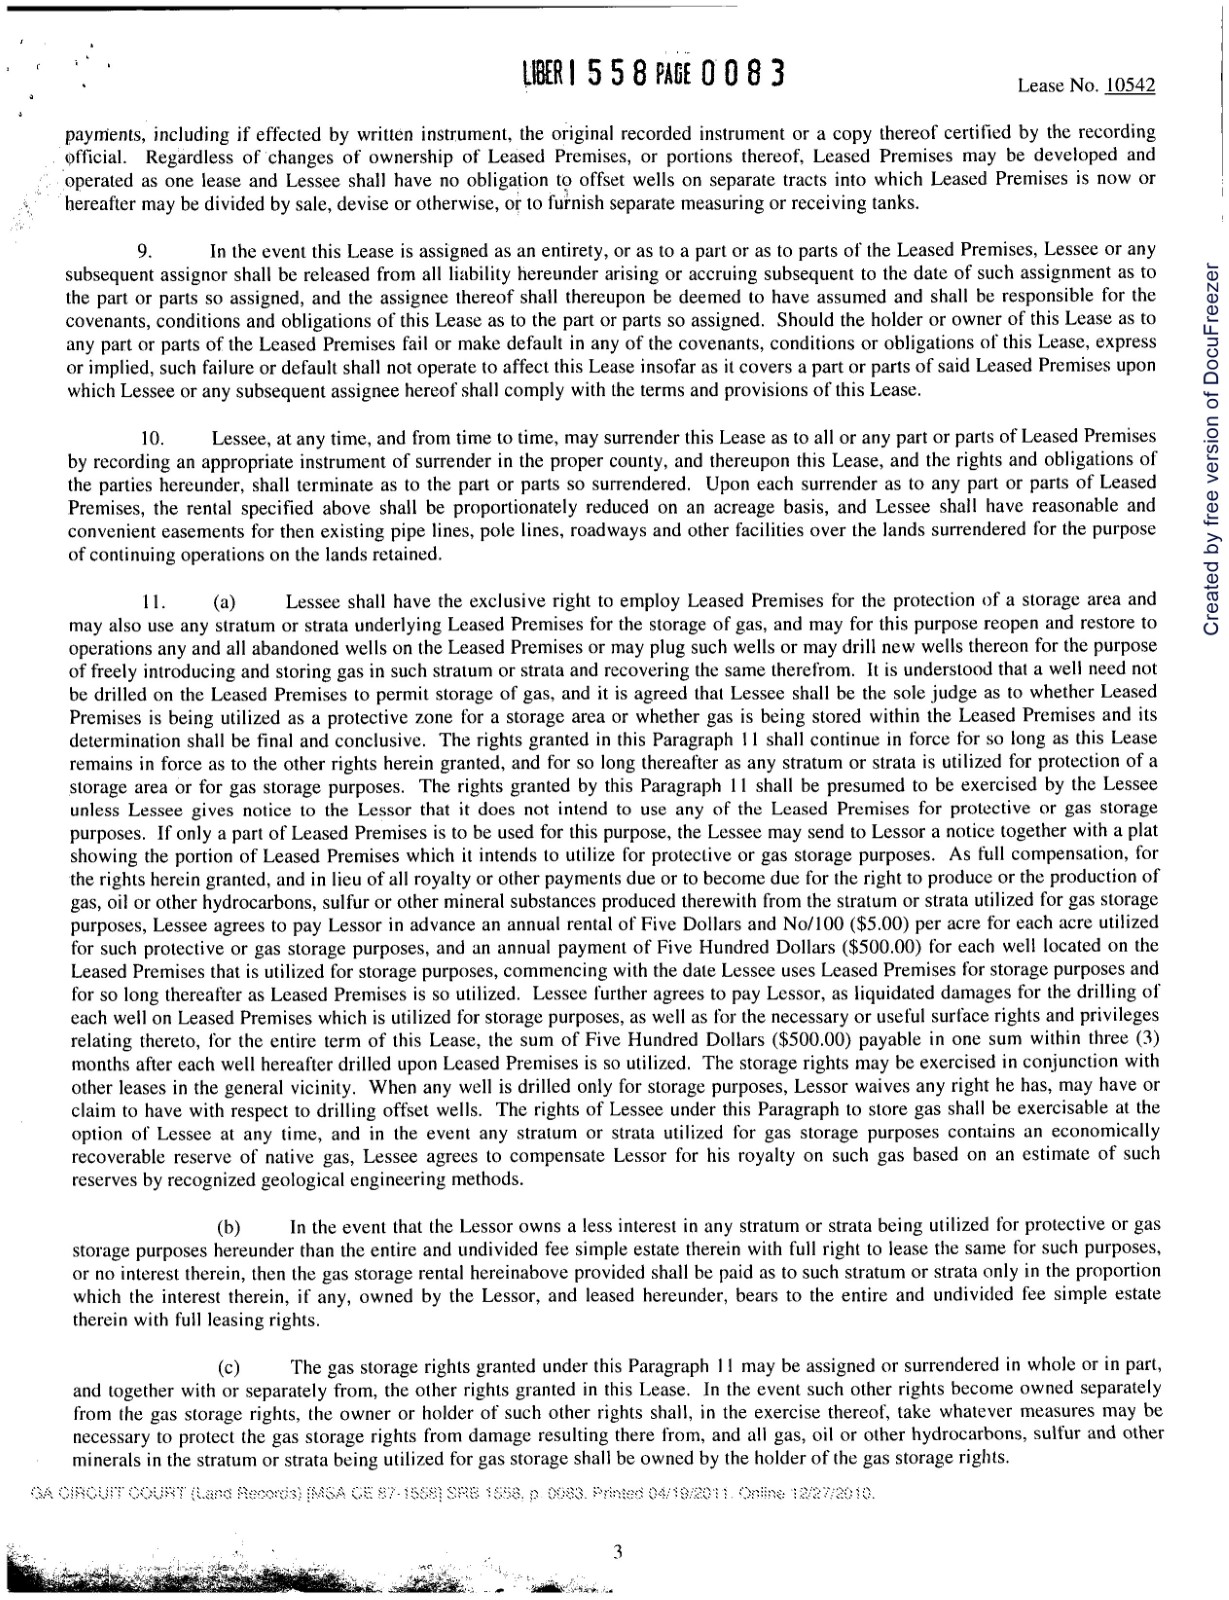 LIBER 1558 PAGE 0083
Lease No. 10542
payments, including if effected by written instrument, the original recorded instrument or a copy thereof certified by the recording
official. Regardless of changes of ownership of Leased Premises, or portions thereof, Leased Premises may be developed and
operated as one lease and Lessee shall have no obligation to offset wells on separate tracts into which Leased Premises is now or
hereafter may be divided by sale, devise or otherwise, or to furnish separate measuring or receiving tanks.
9. In the event this Lease is assigned as an entirety, or as to a part or as to parts of the Leased Premises, Lessee or any
subsequent assignor shall be released from all liability hereunder arising or accruing subsequent to the date of such assignment as to
the part or parts so assigned, and the assignee thereof shall thereupon be deemed to have assumed and shall be responsible for the
covenants, conditions and obligations of this Lease as to the part or parts so assigned. Should the holder or owner of this Lease as to
any part or parts of the Leased Premises fail or make default in any of the covenants, conditions or obligations of this Lease, express
or implied, such failure or default shall not operate to affect this Lease insofar as it covers a part or parts of said Leased Premises upon
which Lessee or any subsequent assignee hereof shall comply with the terms and provisions of this Lease.
10. Lessee, at any time, and from time to time, may surrender this Lease as to all or any part or parts of Leased Premises
by recording an appropriate instrument of surrender in the proper county, and thereupon this Lease, and the rights and obligations of
the parties hereunder, shall terminate as to the part or parts so surrendered. Upon each surrender as to any part or parts of Leased
Premises, the rental specified above shall be proportionately reduced on an acreage basis, and Lessee shall have reasonable and
convenient easements for then existing pipe lines, pole lines, roadways and other facilities over the lands surrendered for the purpose
of continuing operations on the lands retained.
11. (a) Lessee shall have the exclusive right to employ Leased Premises for the protection of a storage area and
may also use any stratum or strata underlying Leased Premises for the storage of gas, and may for this purpose reopen and restore to
operations any and all abandoned wells on the Leased Premises or may plug such wells or may drill new wells thereon for the purpose
of freely introducing and storing gas in such stratum or strata and recovering the same therefrom. It is understood that a well need not
be drilled on the Leased Premises to permit storage of gas, and it is agreed that Lessee shall be the sole judge as to whether Leased
Premises is being utilized as a protective zone for a storage area or whether gas is being stored within the Leased Premises and its
determination shall be final and conclusive. The rights granted in this Paragraph 11 shall continue in force for so long as this Lease
remains in force as to the other rights herein granted, and for so long thereafter as any stratum or strata is utilized for protection of a
storage area or for gas storage purposes. The rights granted by this Paragraph 11 shall be presumed to be exercised by the Lessee
unless Lessee gives notice to the Lessor that it does not intend to use any of the Leased Premises for protective or gas storage
purposes. If only a part of Leased Premises is to be used for this purpose, the Lessee may send to Lessor a notice together with a plat
showing the portion of Leased Premises which it intends to utilize for protective or gas storage purposes. As full compensation, for
the rights herein granted, and in lieu of all royalty or other payments due or to become due for the right to produce or the production of
gas, oil or other hydrocarbons, sulfur or other mineral substances produced therewith from the stratum or strata utilized for gas storage
purposes, Lessee agrees to pay Lessor in advance an annual rental of Five Dollars and No/100 ($5.00) per acre for each acre utilized
for such protective or gas storage purposes, and an annual payment of Five Hundred Dollars ($500.00) for each well located on the
Leased Premises that is utilized for storage purposes, commencing with the date Lessee uses Leased Premises for storage purposes and
for so long thereafter as Leased Premises is so utilized. Lessee further agrees to pay Lessor, as liquidated damages for the drilling of
each well on Leased Premises which is utilized for storage purposes, as well as for the necessary or useful surface rights and privileges
relating thereto, for the entire term of this Lease, the sum of Five Hundred Dollars ($500.00) payable in one sum within three (3)
months after each well hereafter drilled upon Leased Premises is so utilized. The storage rights may be exercised in conjunction with
other leases in the general vicinity. When any well is drilled only for storage purposes, Lessor waives any right he has, may have or
claim to have with respect to drilling offset wells. The rights of Lessee under this Paragraph to store gas shall be exercisable at the
option of Lessee at any time, and in the event any stratum or strata utilized for gas storage purposes contains an economically
recoverable reserve of native gas, Lessee agrees to compensate Lessor for his royalty on such gas based on an estimate of such
reserves by recognized geological engineering methods.
(b) In the event that the Lessor owns a less interest in any stratum or strata being utilized for protective or gas
storage purposes hereunder than the entire and undivided fee simple estate therein with full right to lease the same for such purposes,
or no interest therein, then the gas storage rental hereinabove provided shall be paid as to such stratum or strata only in the proportion
which the interest therein, if any, owned by the Lessor, and leased hereunder, bears to the entire and undivided fee simple estate
therein with full leasing rights.
(c) The gas storage rights granted under this Paragraph 11 may be assigned or surrendered in whole or in part,
and together with or separately from, the other rights granted in this Lease. In the event such other rights become owned separately
from the gas storage rights, the owner or holder of such other rights shall, in the exercise thereof, take whatever measures may be
necessary to protect the gas storage rights from damage resulting there from, and all gas, oil or other hydrocarbons, sulfur and other
minerals in the stratum or strata being utilized for gas storage shall be owned by the holder of the gas storage rights.
GA CIRCUIT COURT (Land Records) [MSA CE 87-1558] SRB 1558, p. 0083. Printed 04/19/2011. Online 12/27/2010.
3
Created by free version of DocuFreezer